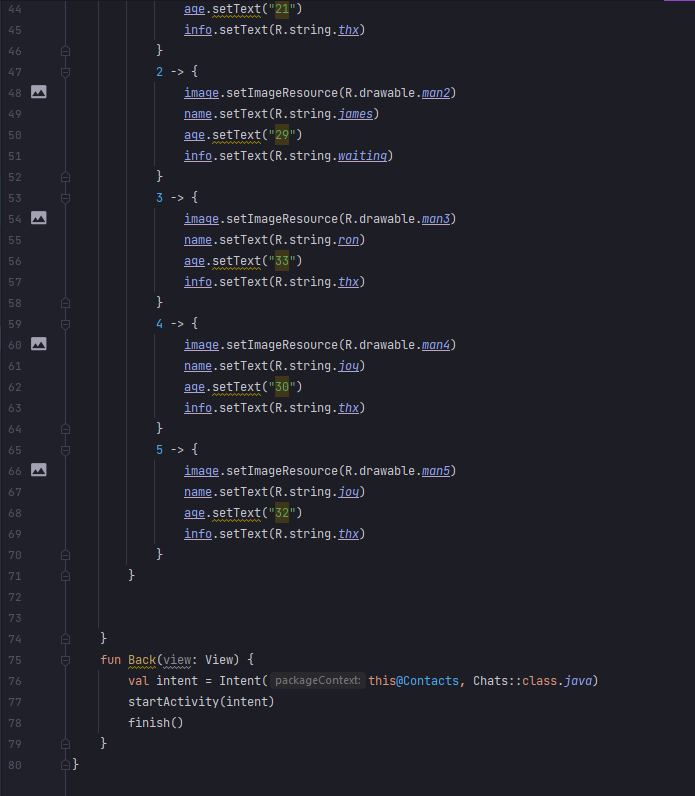 44 age.setText("21")
45 info.setText(R.string.thx)
46 }
47 2 -> {
48 image.setImageResource(R.drawable.man2)
49 name.setText(R.string.james)
50 age.setText("29")
51 info.setText(R.string.waiting)
52 }
53 3 -> {
54 image.setImageResource(R.drawable.man3)
55 name.setText(R.string.ron)
56 age.setText("33")
57 info.setText(R.string.thx)
58 }
59 4 -> {
60 image.setImageResource(R.drawable.man4)
61 name.setText(R.string.joy)
62 age.setText("30")
63 info.setText(R.string.thx)
64 }
65 5 -> {
66 image.setImageResource(R.drawable.man5)
67 name.setText(R.string.joy)
68 age.setText("32")
69 info.setText(R.string.thx)
70 }
71 }
72
73
74 }
75 fun Back(view: View) {
76 val intent = Intent( packageContext: this@Contacts, Chats::class.java)
77 startActivity(intent)
78 finish()
79 }
80 }